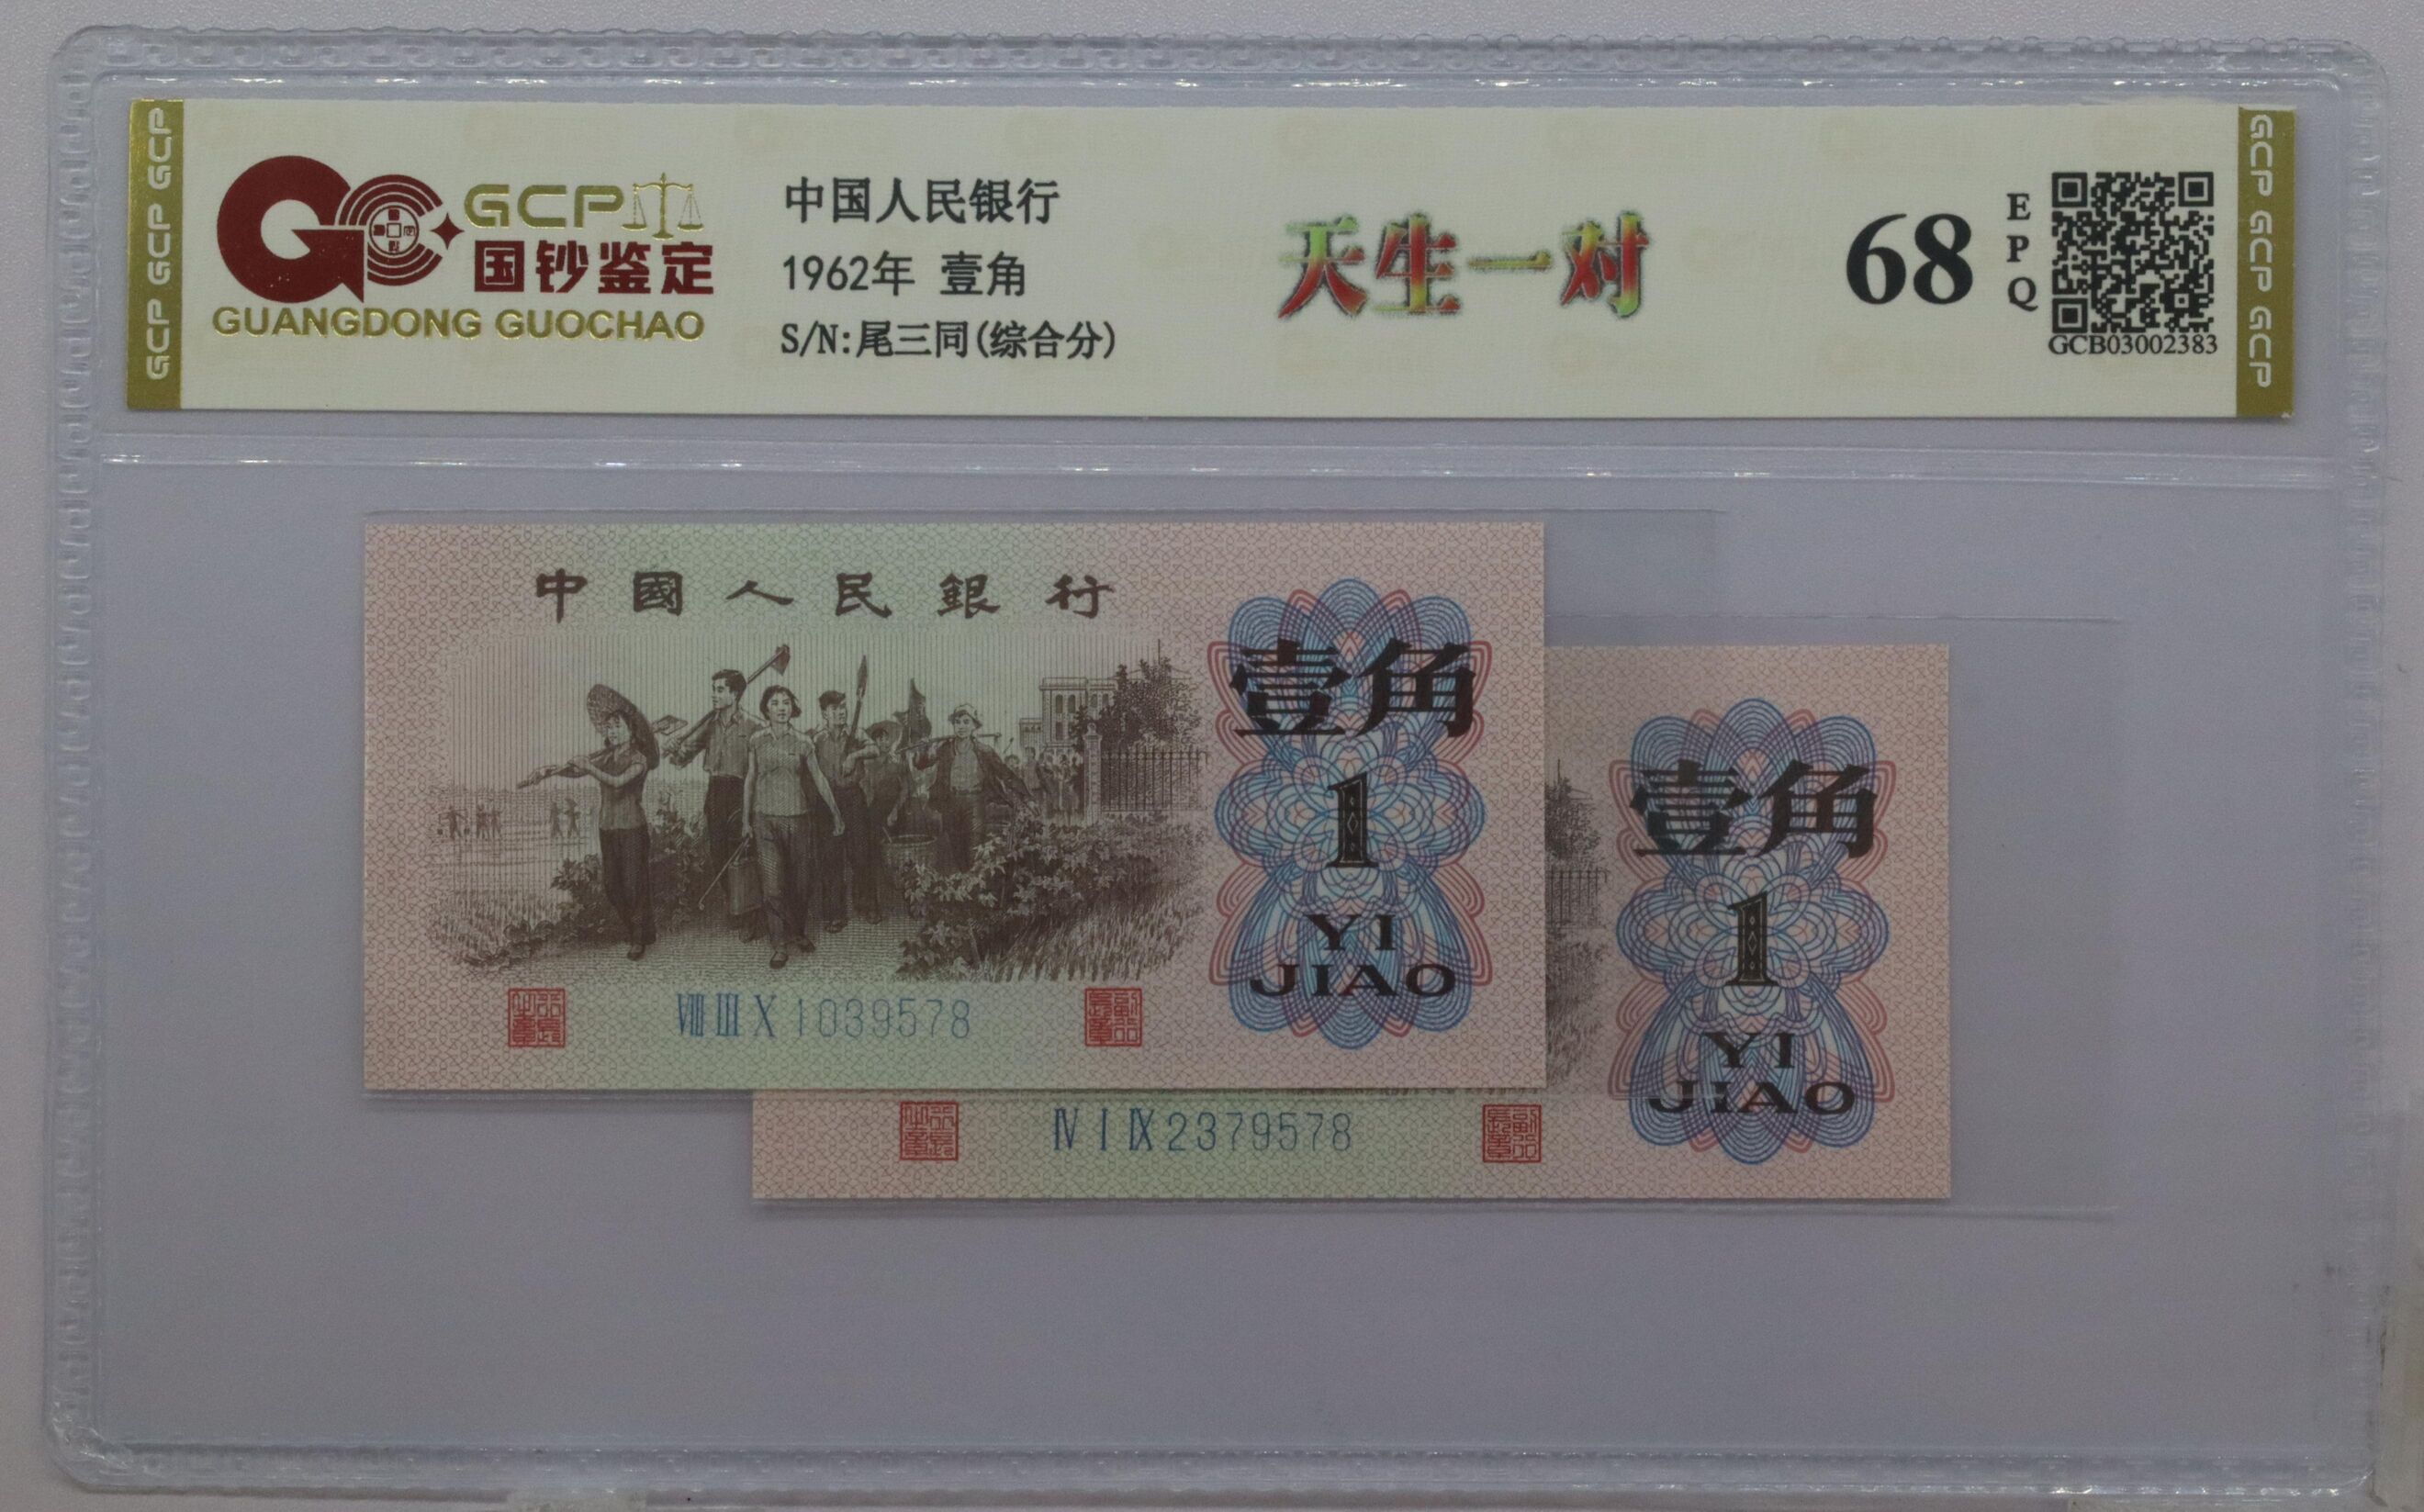 GCP GCP GCP
GCP
国钞鉴定
GUANGDONG GUOCHAO
中国人民银行
1962年 壹角
S/N:尾三同(综合分)
天生一对
68
EPQ
GCB03002383
GCP GCP GCP
中國人民銀行
壹角
1
YI
JIAO
VIII III X 1039578
壹角
1
YI
JIAO
IV I IX 2379578